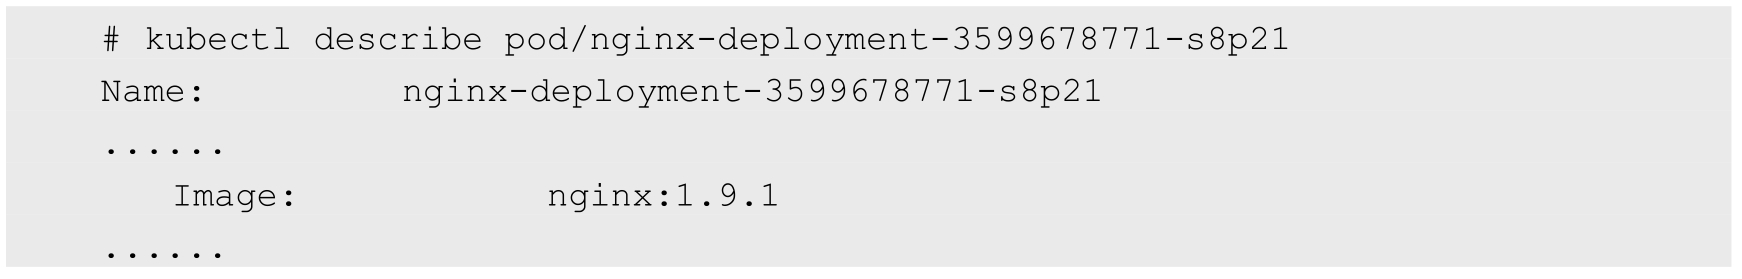 # kubectl describe pod/nginx-deployment-3599678771-s8p21
Name:          nginx-deployment-3599678771-s8p21
......
   Image:            nginx:1.9.1
......